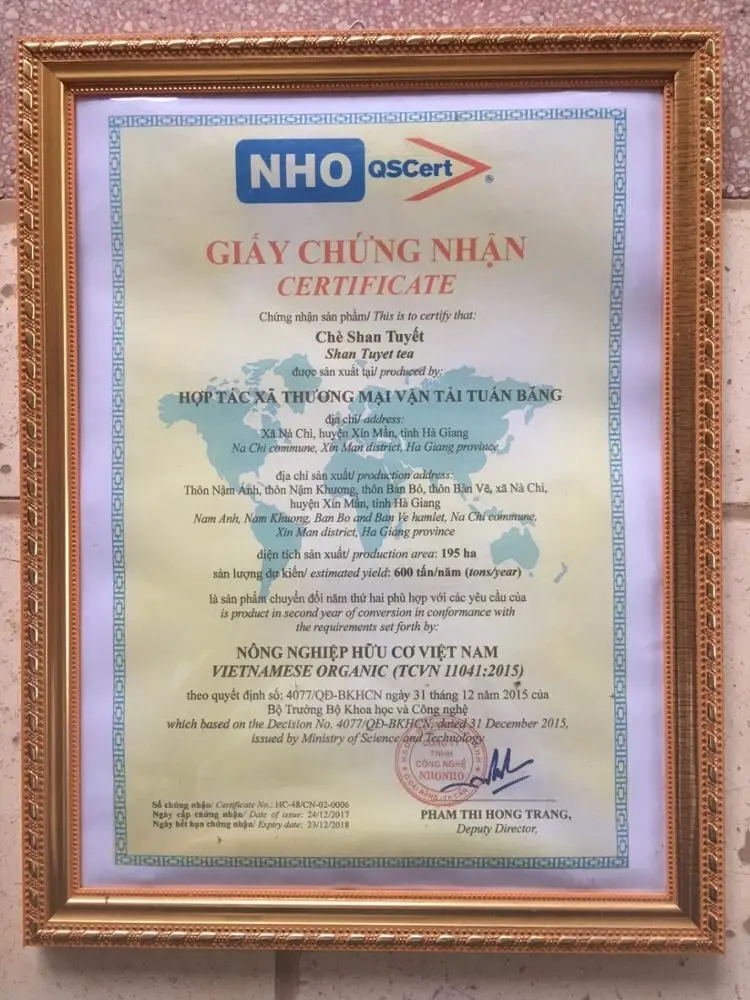 NHO QSCert ®
GIẤY CHỨNG NHẬN
CERTIFICATE
Chứng nhận sản phẩm/ This is to certify that:
Chè Shan Tuyết
Shan Tuyet tea
được sản xuất tại/ produced by:
HỢP TÁC XÃ THƯƠNG MẠI VẬN TẢI TUẤN BĂNG
địa chỉ/ address:
Xã Nà Chì, huyện Xín Mần, tỉnh Hà Giang
Na Chi commune, Xin Man district, Ha Giang province
địa chỉ sản xuất/ production address:
Thôn Nậm Ánh, thôn Nậm Khương, thôn Bản Bó, thôn Bản Vẽ, xã Nà Chì,
huyện Xín Mần, tỉnh Hà Giang
Nam Anh, Nam Khuong, Ban Bo and Ban Ve hamlet, Na Chi commune,
Xin Man district, Ha Giang province
diện tích sản xuất/ production area: 195 ha
sản lượng dự kiến/ estimated yield: 600 tấn/năm (tons/year)
là sản phẩm chuyển đổi năm thứ hai phù hợp với các yêu cầu của
is product in second year of conversion in conformance with
the requirements set forth by:
NÔNG NGHIỆP HỮU CƠ VIỆT NAM
VIETNAMESE ORGANIC (TCVN 11041:2015)
theo quyết định số: 4077/QĐ-BKHCN ngày 31 tháng 12 năm 2015 của
Bộ Trưởng Bộ Khoa học và Công nghệ
which based on the Decision No. 4077/QĐ-BKHCN, dated 31 December 2015,
issued by Ministry of Science and Technology
CÔNG TY
TNHH
CÔNG NGHỆ
NHONHO
Số chứng nhận/ Certificate No.: HC-48/CN-02-0006
Ngày cấp chứng nhận/ Date of issue: 24/12/2017
Ngày hết hạn chứng nhận/ Expiry date: 23/12/2018
PHAM THI HONG TRANG,
Deputy Director,